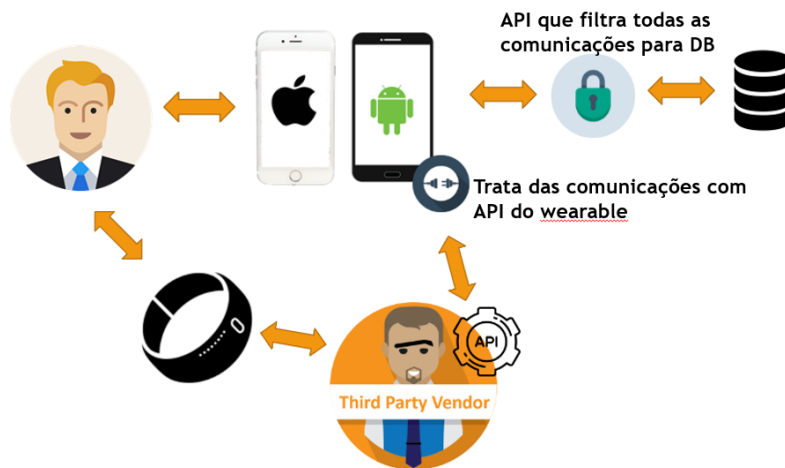 API que filtra todas as
comunicações para DB
Trata das comunicações com
API do wearable
API
Third Party Vendor